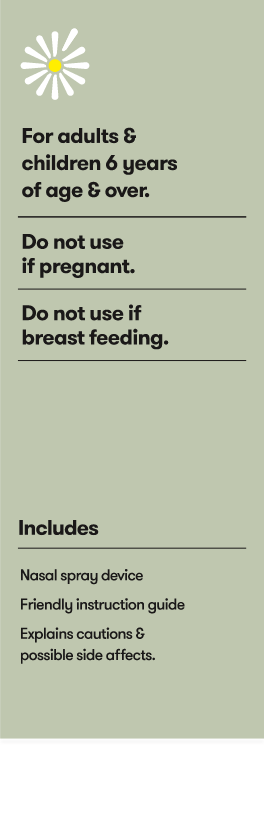 For adults &
children 6 years
of age & over.
Do not use
if pregnant.
Do not use if
breast feeding.
Includes
Nasal spray device
Friendly instruction guide
Explains cautions &
possible side affects.